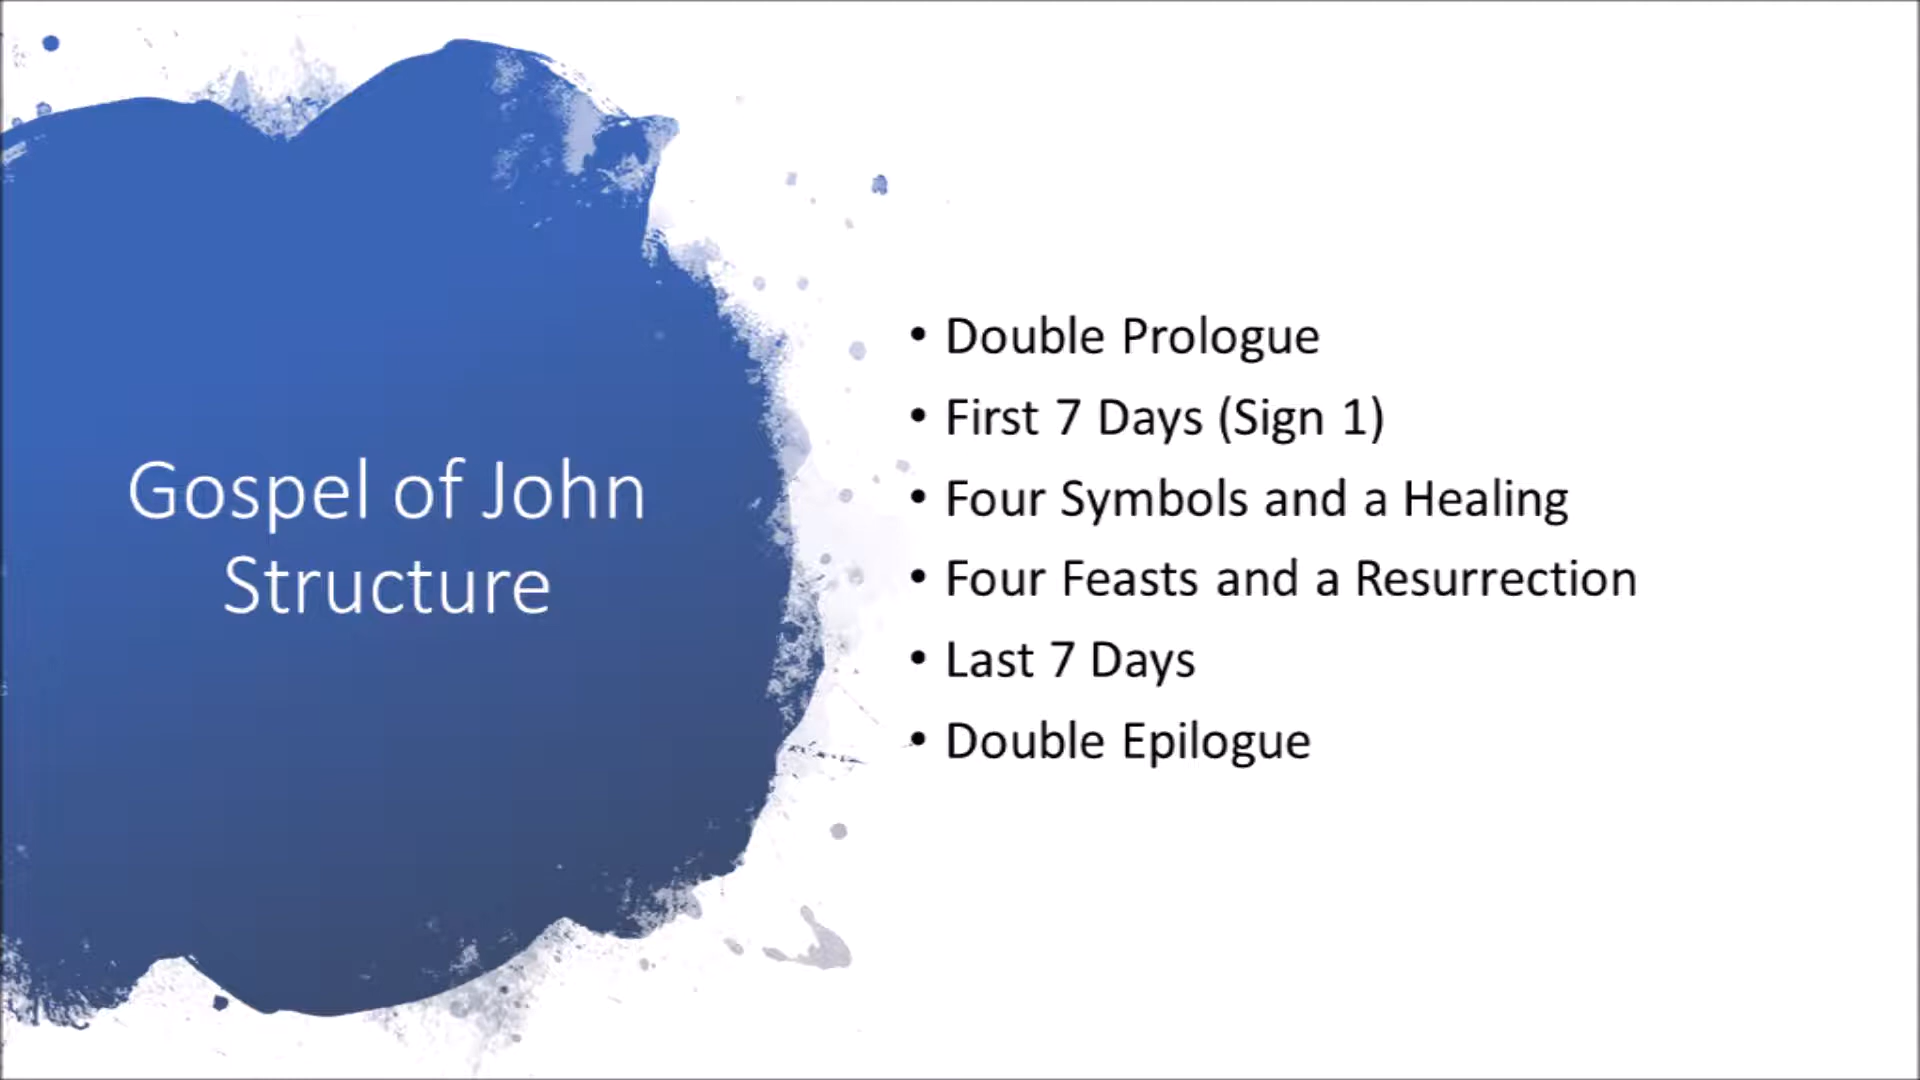 Gospel of John
Structure
• Double Prologue
• First 7 Days (Sign 1)
• Four Symbols and a Healing
• Four Feasts and a Resurrection
• Last 7 Days
• Double Epilogue